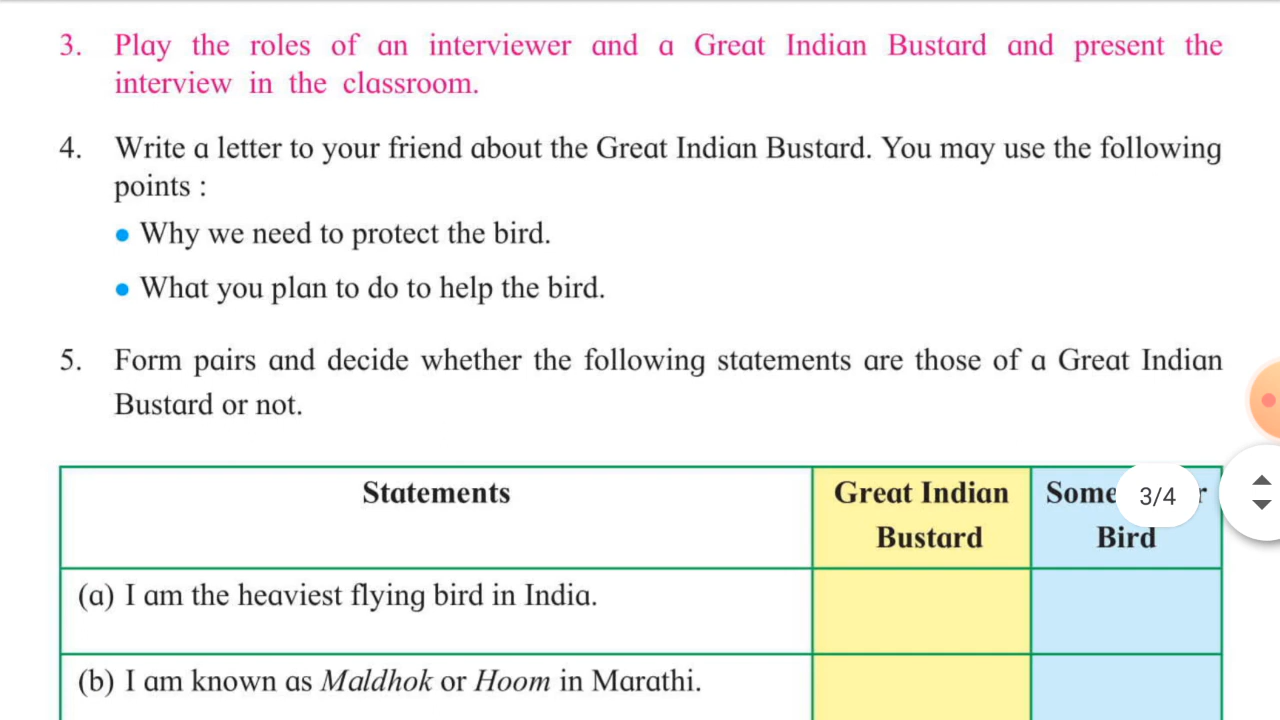 3. Play the roles of an interviewer and a Great Indian Bustard and present the
interview in the classroom.
4. Write a letter to your friend about the Great Indian Bustard. You may use the following
points :
• Why we need to protect the bird.
• What you plan to do to help the bird.
5. Form pairs and decide whether the following statements are those of a Great Indian
Bustard or not.
Statements
Great Indian
Bustard
Some
Bird
3/4
(a) I am the heaviest flying bird in India.
(b) I am known as Maldhok or Hoom in Marathi.